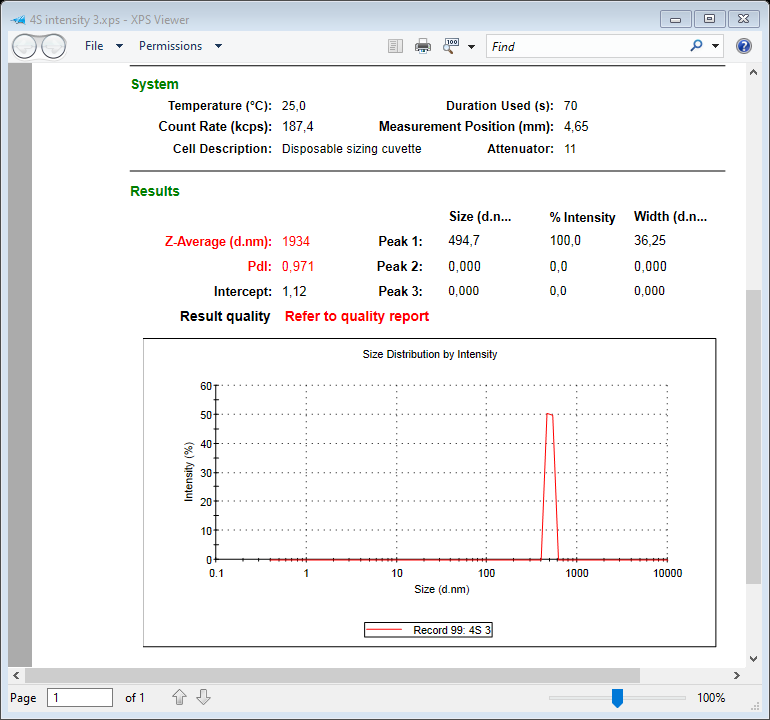 4S intensity 3.xps - XPS Viewer
File Permissions Find
System
Temperature (°C): 25,0 Duration Used (s): 70
Count Rate (kcps): 187,4 Measurement Position (mm): 4,65
Cell Description: Disposable sizing cuvette Attenuator: 11
Results
Size (d.n... % Intensity Width (d.n...
Z-Average (d.nm): 1934 Peak 1: 494,7 100,0 36,25
PdI: 0,971 Peak 2: 0,000 0,0 0,000
Intercept: 1,12 Peak 3: 0,000 0,0 0,000
Result quality Refer to quality report
Size Distribution by Intensity
60
50
40
30
20
10
0
Intensity (%)
0.1 1 10 100 1000 10000
Size (d.nm)
Record 99: 4S 3
Page 1 of 1 100%